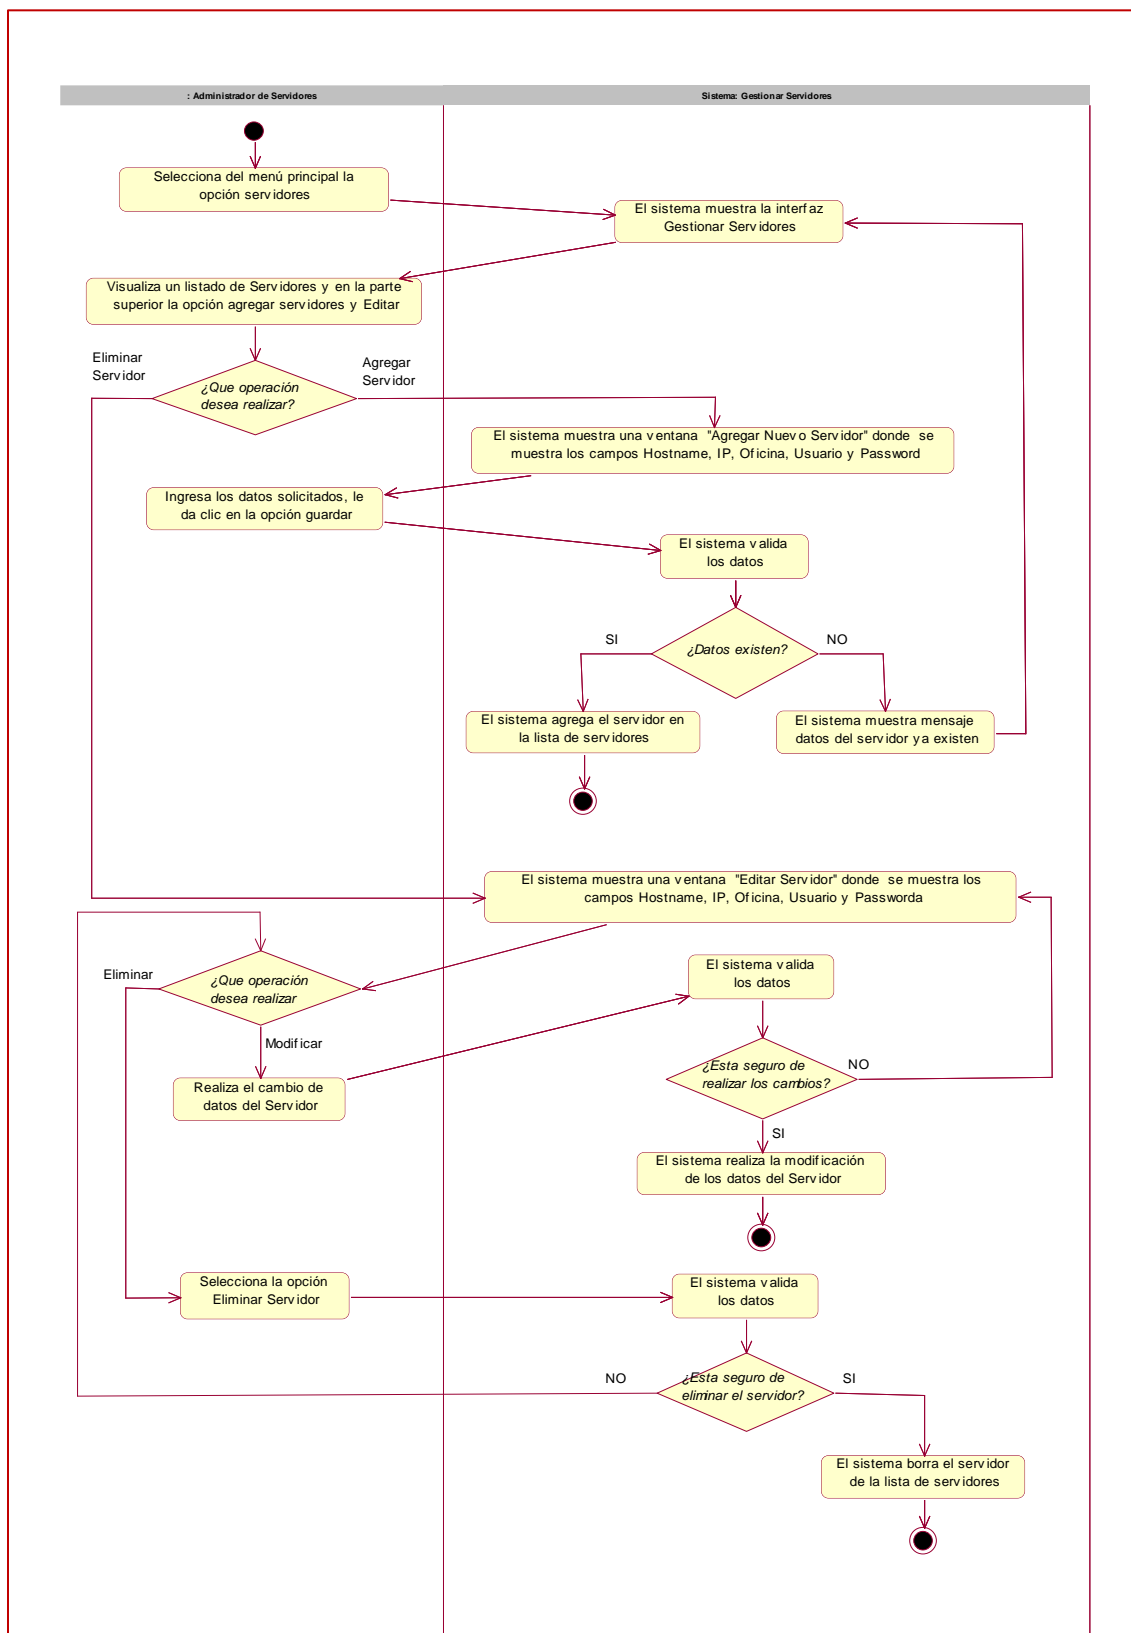 : Administrador de Servidores
Sistema: Gestionar Servidores
Selecciona del menú principal la
opción servidores
El sistema muestra la interfaz
Gestionar Servidores
Visualiza un listado de Servidores y en la parte
superior la opción agregar servidores y Editar
Eliminar
Servidor
¿Que operación
desea realizar?
Agregar
Servidor
El sistema muestra una ventana "Agregar Nuevo Servidor" donde se
muestra los campos Hostname, IP, Oficina, Usuario y Password
Ingresa los datos solicitados, le
da clic en la opción guardar
El sistema valida
los datos
SI
¿Datos existen?
NO
El sistema agrega el servidor en
la lista de servidores
El sistema muestra mensaje
datos del servidor ya existen
El sistema muestra una ventana "Editar Servidor" donde se muestra los
campos Hostname, IP, Oficina, Usuario y Passworda
Eliminar
¿Que operación
desea realizar
El sistema valida
los datos
Modificar
¿Esta seguro de
realizar los cambios?
NO
Realiza el cambio de
datos del Servidor
SI
El sistema realiza la modificación
de los datos del Servidor
Selecciona la opción
Eliminar Servidor
El sistema valida
los datos
NO
¿Esta seguro de
eliminar el servidor?
SI
El sistema borra el servidor
de la lista de servidores